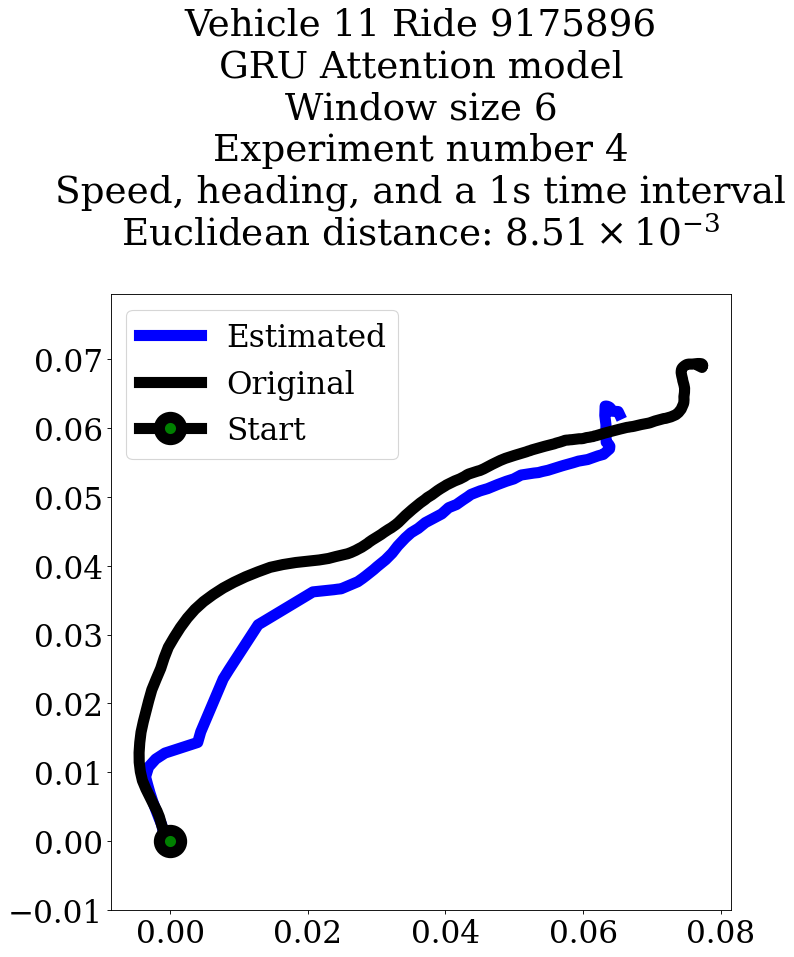 Vehicle 11 Ride 9175896
GRU Attention model
Window size 6
Experiment number 4
Speed, heading, and a 1s time interval
Euclidean distance: 8.51 × 10⁻³
Estimated
Original
Start
0.07
0.06
0.05
0.04
0.03
0.02
0.01
0.00
−0.01
0.00 0.02 0.04 0.06 0.08